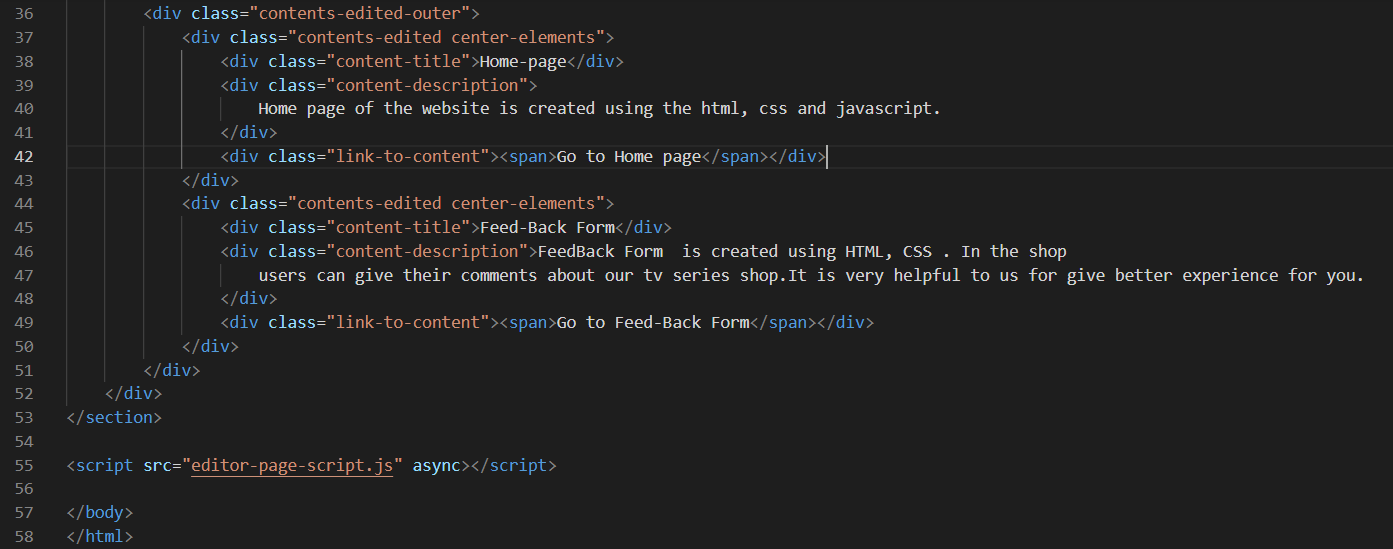 36 <div class="contents-edited-outer">
37 <div class="contents-edited center-elements">
38 <div class="content-title">Home-page</div>
39 <div class="content-description">
40 Home page of the website is created using the html, css and javascript.
41 </div>
42 <div class="link-to-content"><span>Go to Home page</span></div>
43 </div>
44 <div class="contents-edited center-elements">
45 <div class="content-title">Feed-Back Form</div>
46 <div class="content-description">FeedBack Form  is created using HTML, CSS . In the shop
47 users can give their comments about our tv series shop.It is very helpful to us for give better experience for you.
48 </div>
49 <div class="link-to-content"><span>Go to Feed-Back Form</span></div>
50 </div>
51 </div>
52 </div>
53 </section>
54
55 <script src="editor-page-script.js" async></script>
56
57 </body>
58 </html>